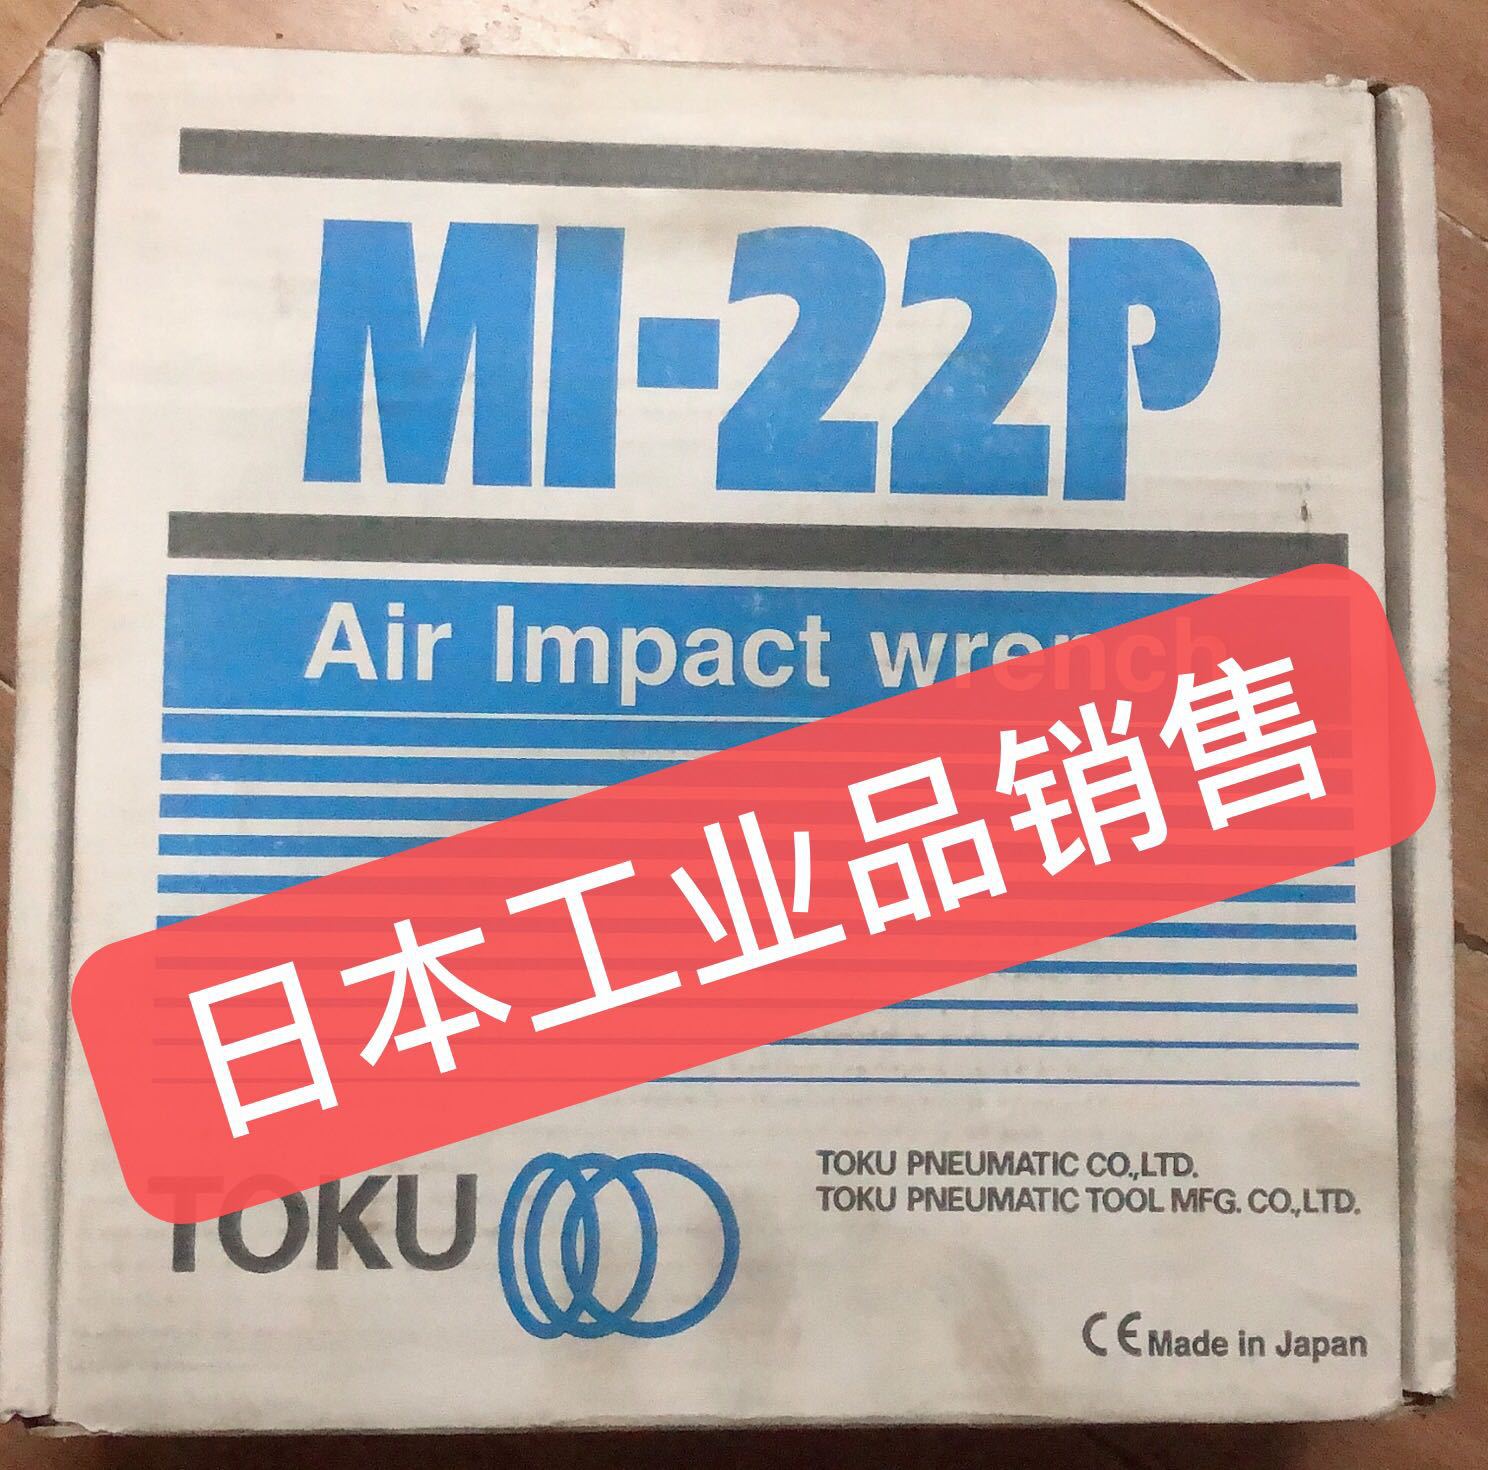 MI-22P
Air Impact wrench
日本工业品销售
TOKU
TOKU PNEUMATIC CO.,LTD.
TOKU PNEUMATIC TOOL MFG. CO.,LTD.
CE Made in Japan